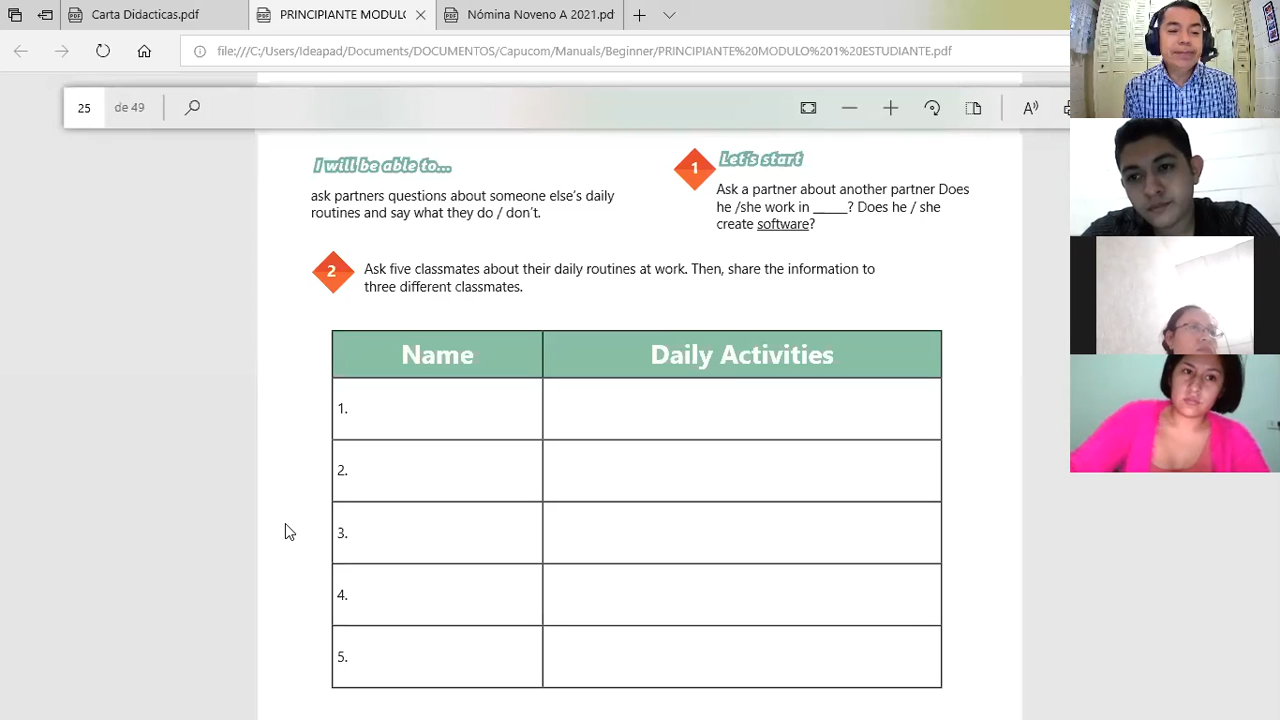 Carta Didacticas.pdf
PRINCIPIANTE MODULO
Nómina Noveno A 2021.pdf
file:///C:/Users/Ideapad/Documents/DOCUMENTS/Capucom/Manuals/Beginner/PRINCIPIANTE%20MODULO%201%20ESTUDIANTE.pdf
25 de 49
I will be able to...
ask partners questions about someone else's daily
routines and say what they do / don't.
1 Let's start
Ask a partner about another partner Does
he /she work in _____? Does he / she
create software?
2 Ask five classmates about their daily routines at work. Then, share the information to
three different classmates.
Name Daily Activities
1.
2.
3.
4.
5.